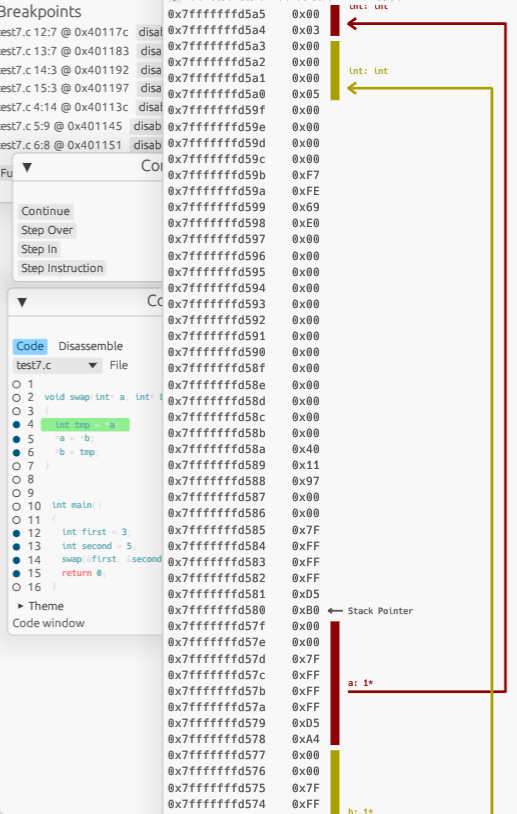 Breakpoints
test7.c 12:7 @ 0x40117c disa
test7.c 13:7 @ 0x401183 disa
test7.c 14:3 @ 0x401192 disa
test7.c 15:3 @ 0x401197 disa
test7.c 4:14 @ 0x40113c disab
test7.c 5:9 @ 0x401145 disab
test7.c 6:8 @ 0x401151 disab
Fu
▼ Con
Continue
Step Over
Step In
Step Instruction
▼ Co
Code Disassemble
test7.c ▼ File
1
2 void swap(int* a, int* b
3 {
4 int tmp = *a;
5 *a = *b;
6 *b = tmp;
7 }
8
9
10 int main()
11 {
12 int first = 3;
13 int second = 5;
14 swap(&first, &second
15 return 0;
16 }
▸ Theme
Code window
0x7fffffffd5a5 0x00 int: int
0x7fffffffd5a4 0x03
0x7fffffffd5a3 0x00
0x7fffffffd5a2 0x00 int: int
0x7fffffffd5a1 0x00
0x7fffffffd5a0 0x05
0x7fffffffd59f 0x00
0x7fffffffd59e 0x00
0x7fffffffd59d 0x00
0x7fffffffd59c 0x00
0x7fffffffd59b 0xF7
0x7fffffffd59a 0xFE
0x7fffffffd599 0x69
0x7fffffffd598 0xE0
0x7fffffffd597 0x00
0x7fffffffd596 0x00
0x7fffffffd595 0x00
0x7fffffffd594 0x00
0x7fffffffd593 0x00
0x7fffffffd592 0x00
0x7fffffffd591 0x00
0x7fffffffd590 0x00
0x7fffffffd58f 0x00
0x7fffffffd58e 0x00
0x7fffffffd58d 0x00
0x7fffffffd58c 0x00
0x7fffffffd58b 0x00
0x7fffffffd58a 0x40
0x7fffffffd589 0x11
0x7fffffffd588 0x97
0x7fffffffd587 0x00
0x7fffffffd586 0x00
0x7fffffffd585 0x7F
0x7fffffffd584 0xFF
0x7fffffffd583 0xFF
0x7fffffffd582 0xFF
0x7fffffffd581 0xD5
0x7fffffffd580 0xB0 ← Stack Pointer
0x7fffffffd57f 0x00
0x7fffffffd57e 0x00
0x7fffffffd57d 0x7F
0x7fffffffd57c 0xFF
0x7fffffffd57b 0xFF a: 1*
0x7fffffffd57a 0xFF
0x7fffffffd579 0xD5
0x7fffffffd578 0xA4
0x7fffffffd577 0x00
0x7fffffffd576 0x00
0x7fffffffd575 0x7F
0x7fffffffd574 0xFF
b: 1*